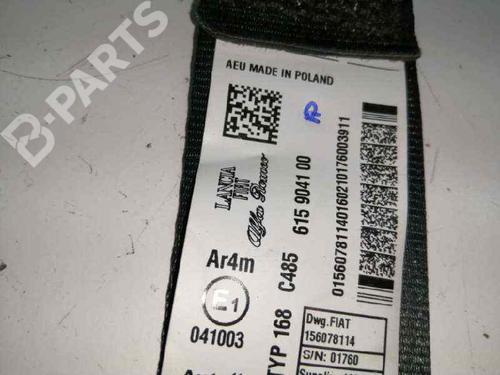 AEU MADE IN POLAND
R
LANCIA
FIAT
Alfa Romeo
615 9041 00
01560781140160210176003911
Ar4m
C485
E1
TYP 168
041003
Dwg.FIAT
156078114
S/N: 01760
B-PARTS